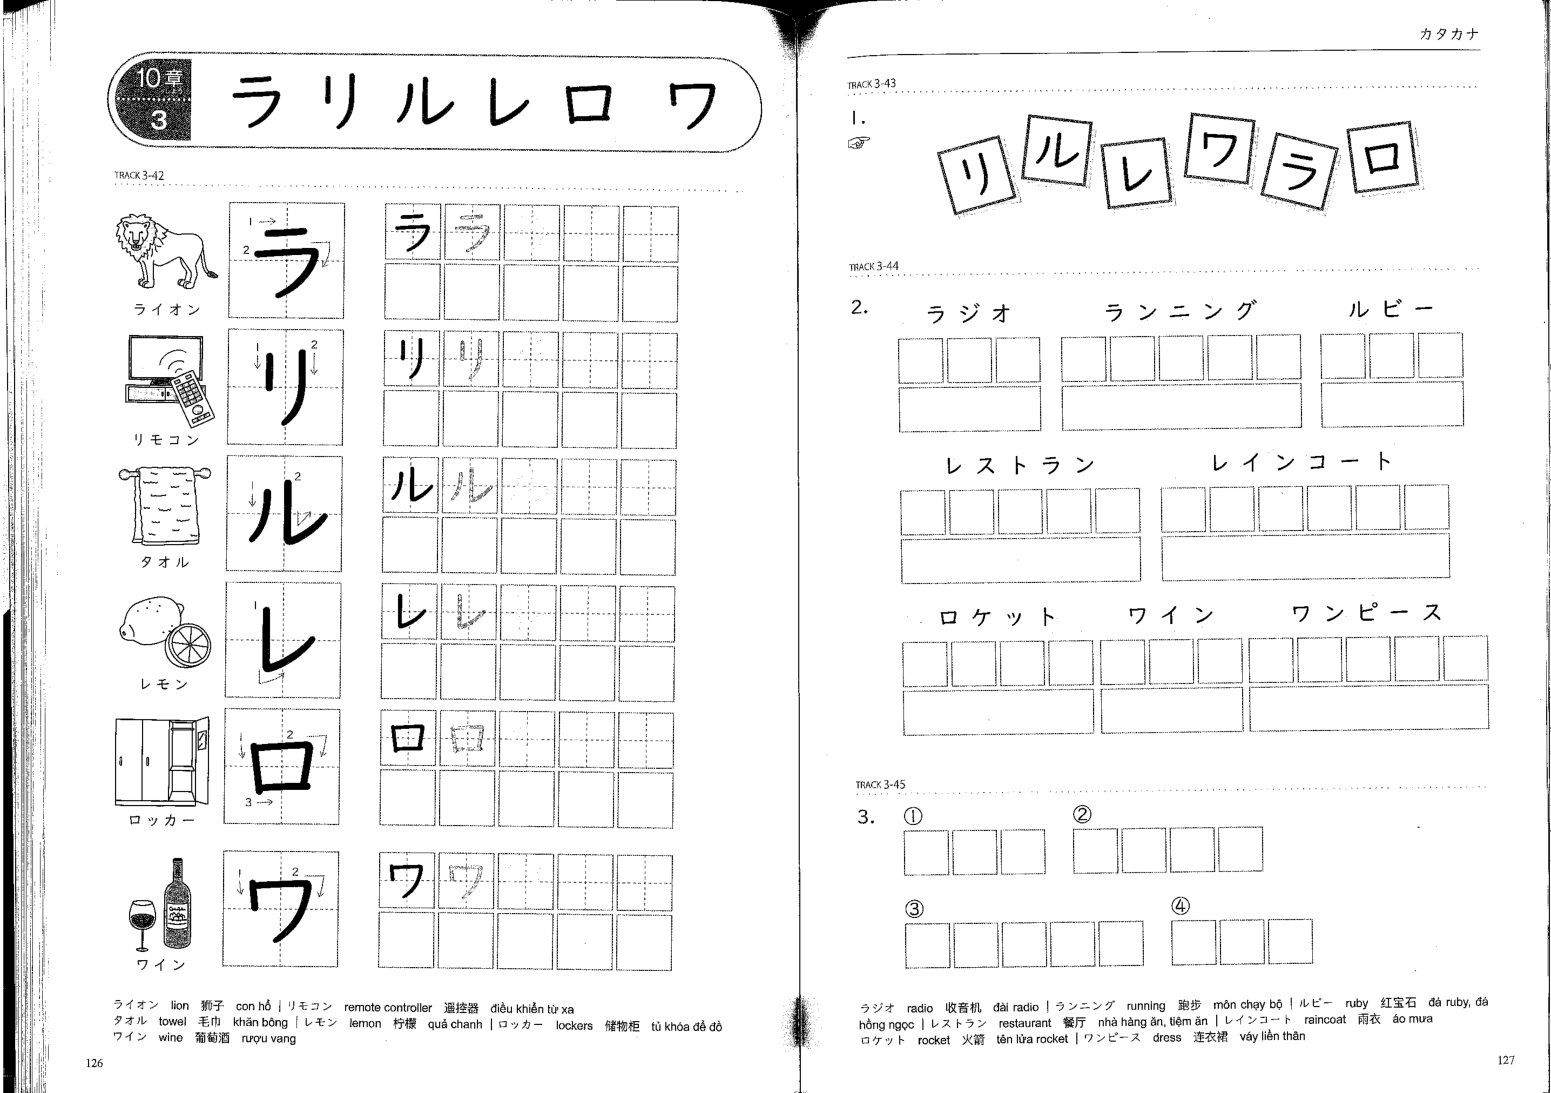 10章
3
ラ リ ル レ ロ ワ
TRACK 3-42
1
2
ラ
ラ ラ
ライオン
1
2
リ
リ リ
リモコン
1
2
ル
ル ル
タオル
1
レ
レ レ
レモン
1
2
3
ロ
ロ ロ
ロッカー
1
2
ワ
ワ ワ
ワイン
ライオン lion 狮子 con hổ | リモコン remote controller 遥控器 điều khiển từ xa
タオル towel 毛巾 khăn bông | レモン lemon 柠檬 quả chanh | ロッカー lockers 储物柜 tủ khóa để đồ
ワイン wine 葡萄酒 rượu vang
126
カタカナ
TRACK 3-43
1.
リ ル レ ワ ラ ロ
TRACK 3-44
2. ラジオ ランニング ルビー
レストラン レインコート
ロケット ワイン ワンピース
TRACK 3-45
3. ① ②
③ ④
ラジオ radio 收音机 đài radio | ランニング running 跑步 môn chạy bộ | ルビー ruby 红宝石 đá ruby, đá
hồng ngọc | レストラン restaurant 餐厅 nhà hàng ăn, tiệm ăn | レインコート raincoat 雨衣 áo mưa
ロケット rocket 火箭 tên lửa rocket | ワンピース dress 连衣裙 váy liền thân
127